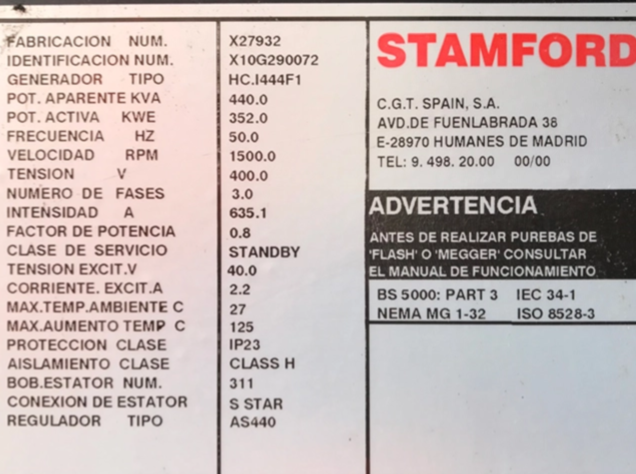 FABRICACION NUM. X27932
IDENTIFICACION NUM. X10G290072
GENERADOR TIPO HC.I444F1
POT. APARENTE KVA 440.0
POT. ACTIVA KWE 352.0
FRECUENCIA HZ 50.0
VELOCIDAD RPM 1500.0
TENSION V 400.0
NUMERO DE FASES 3.0
INTENSIDAD A 635.1
FACTOR DE POTENCIA 0.8
CLASE DE SERVICIO STANDBY
TENSION EXCIT.V 40.0
CORRIENTE. EXCIT.A 2.2
MAX.TEMP.AMBIENTE C 27
MAX.AUMENTO TEMP C 125
PROTECCION CLASE IP23
AISLAMIENTO CLASE CLASS H
BOB.ESTATOR NUM. 311
CONEXION DE ESTATOR S STAR
REGULADOR TIPO AS440
STAMFORD
C.G.T. SPAIN, S.A.
AVD.DE FUENLABRADA 38
E-28970 HUMANES DE MADRID
TEL: 9. 498. 20.00 00/00
ADVERTENCIA
ANTES DE REALIZAR PUREBAS DE
'FLASH' O 'MEGGER' CONSULTAR
EL MANUAL DE FUNCIONAMIENTO
BS 5000: PART 3 IEC 34-1
NEMA MG 1-32 ISO 8528-3